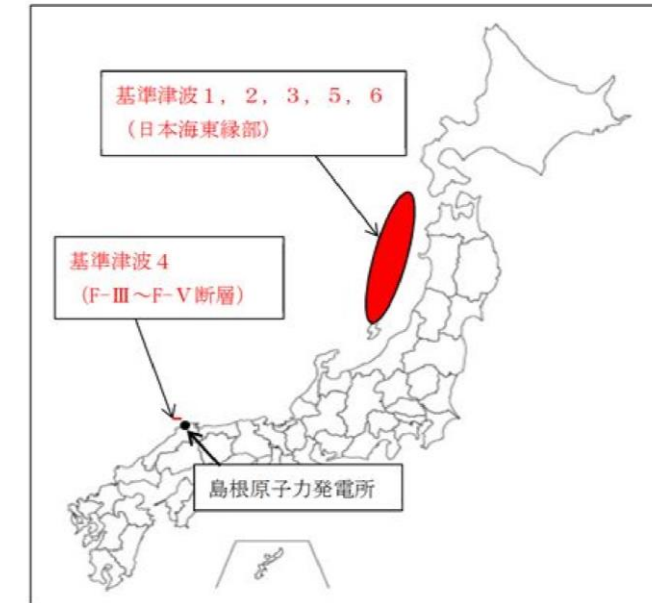 基準津波１，２，３，５，６
（日本海東縁部）
基準津波４
（F-Ⅲ～F-Ⅴ断層）
島根原子力発電所